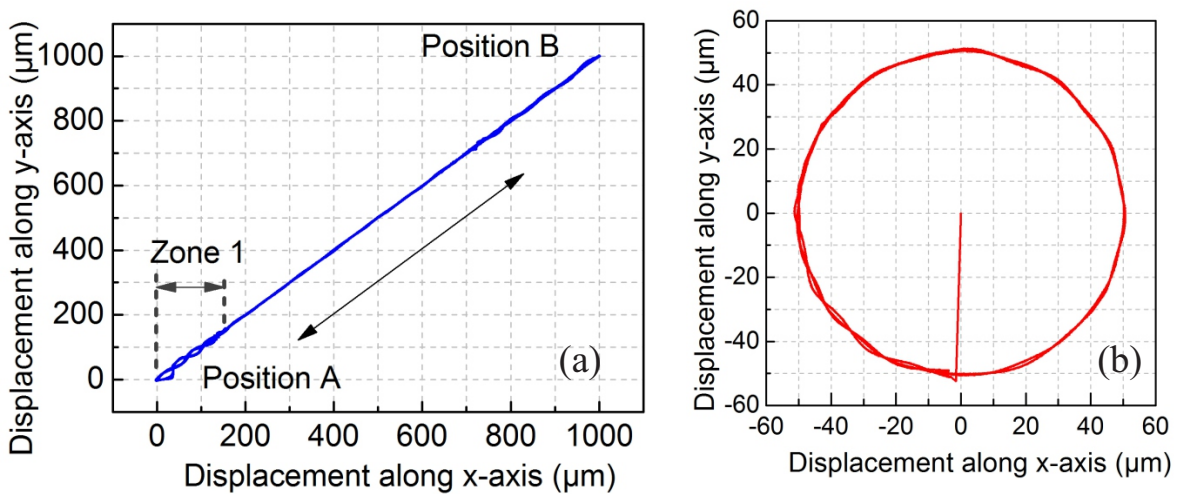 Displacement along y-axis (μm)
1000
800
600
400
200
0
Position B
Zone 1
Position A
(a)
0 200 400 600 800 1000
Displacement along x-axis (μm)
Displacement along y-axis (μm)
60
40
20
0
-20
-40
-60
(b)
-60 -40 -20 0 20 40 60
Displacement along x-axis (μm)